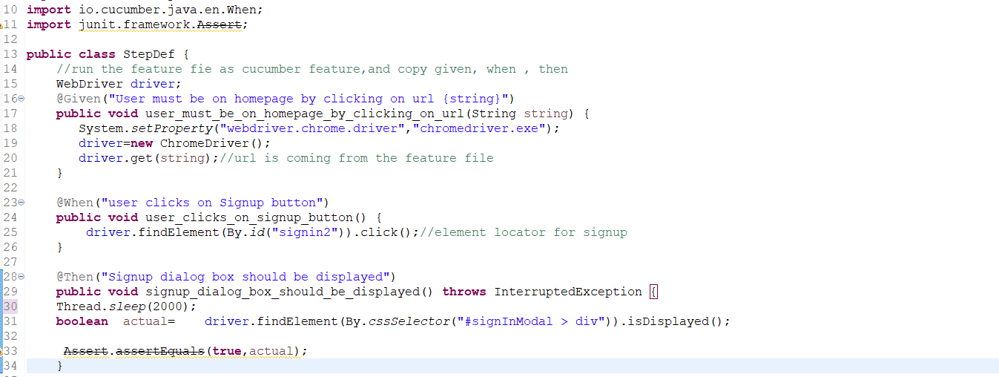 10 import io.cucumber.java.en.When;
11 import junit.framework.Assert;
12
13 public class StepDef {
14     //run the feature fie as cucumber feature,and copy given, when , then
15     WebDriver driver;
16     @Given("User must be on homepage by clicking on url {string}")
17     public void user_must_be_on_homepage_by_clicking_on_url(String string) {
18        System.setProperty("webdriver.chrome.driver","chromedriver.exe");
19        driver=new ChromeDriver();
20        driver.get(string);//url is coming from the feature file
21     }
22
23     @When("user clicks on Signup button")
24     public void user_clicks_on_signup_button() {
25         driver.findElement(By.id("signin2")).click();//element locator for signup
26     }
27
28     @Then("Signup dialog box should be displayed")
29     public void signup_dialog_box_should_be_displayed() throws InterruptedException {
30     Thread.sleep(2000);
31     boolean  actual=    driver.findElement(By.cssSelector("#signInModal > div")).isDisplayed();
32
33      Assert.assertEquals(true,actual);
34     }